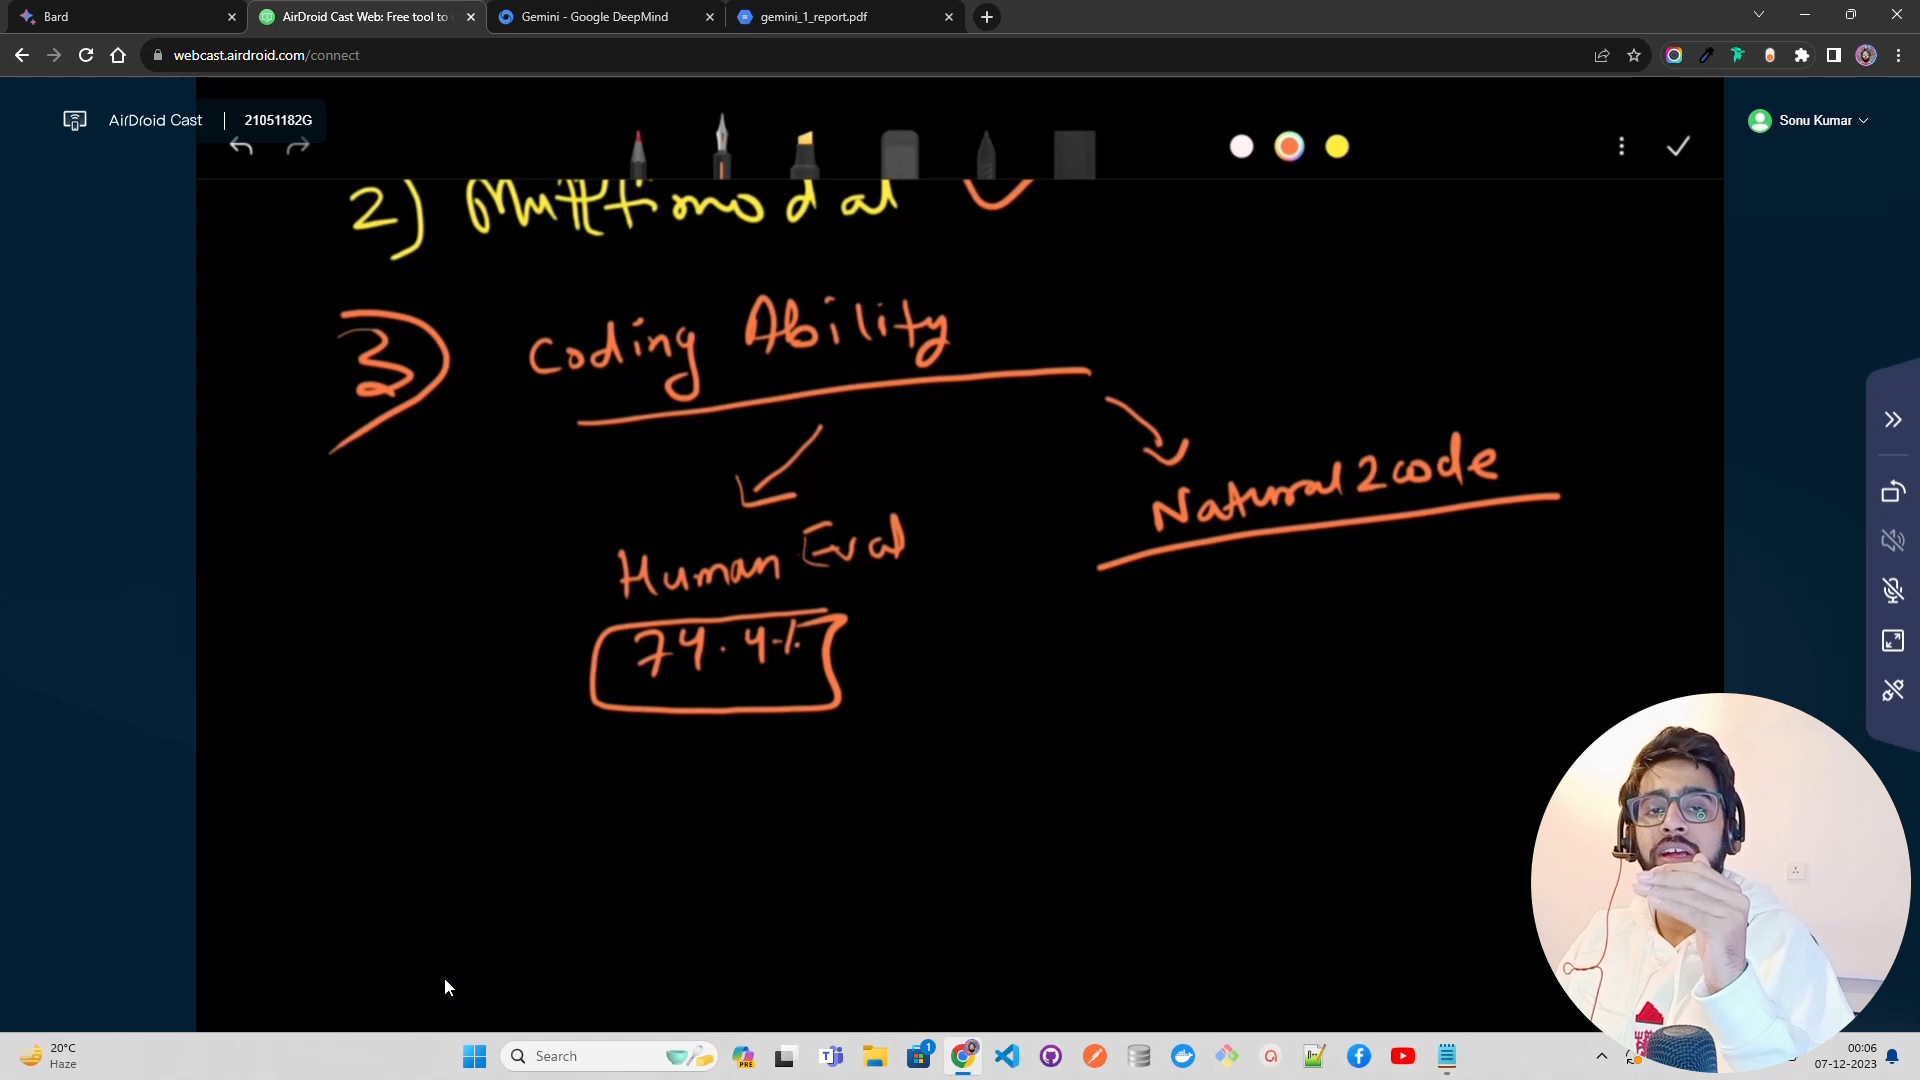 Bard
AirDroid Cast Web: Free tool to
Gemini - Google DeepMind
gemini_1_report.pdf
webcast.airdroid.com/connect
AirDroid Cast
21051182G
Sonu Kumar
2) Multimodal
3 Coding Ability
Natural2code
Human Eval
74.4%
20°C
Haze
Search
PRE
1
00:06
07-12-2023